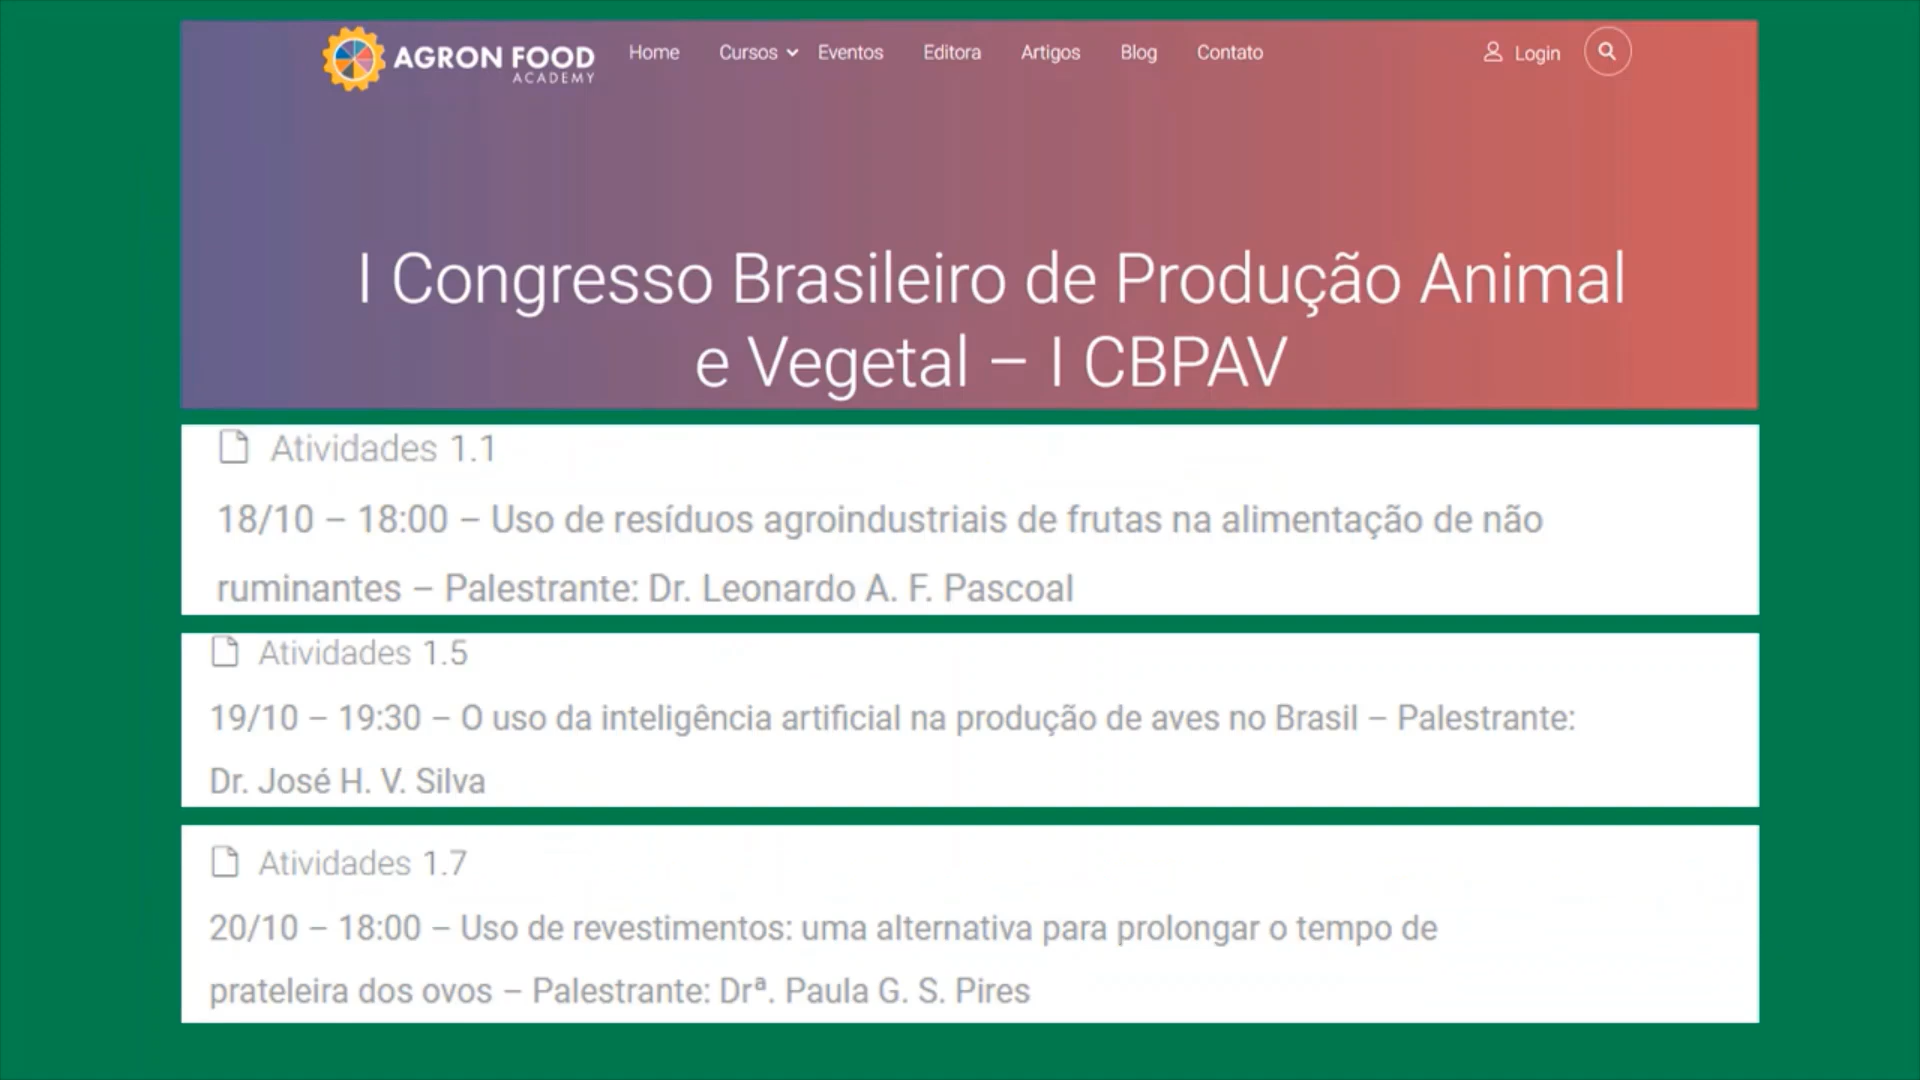 AGRON FOOD
ACADEMY
Home Cursos Eventos Editora Artigos Blog Contato Login
I Congresso Brasileiro de Produção Animal
e Vegetal – I CBPAV
Atividades 1.1
18/10 – 18:00 – Uso de resíduos agroindustriais de frutas na alimentação de não
ruminantes – Palestrante: Dr. Leonardo A. F. Pascoal
Atividades 1.5
19/10 – 19:30 – O uso da inteligência artificial na produção de aves no Brasil – Palestrante:
Dr. José H. V. Silva
Atividades 1.7
20/10 – 18:00 – Uso de revestimentos: uma alternativa para prolongar o tempo de
prateleira dos ovos – Palestrante: Drª. Paula G. S. Pires